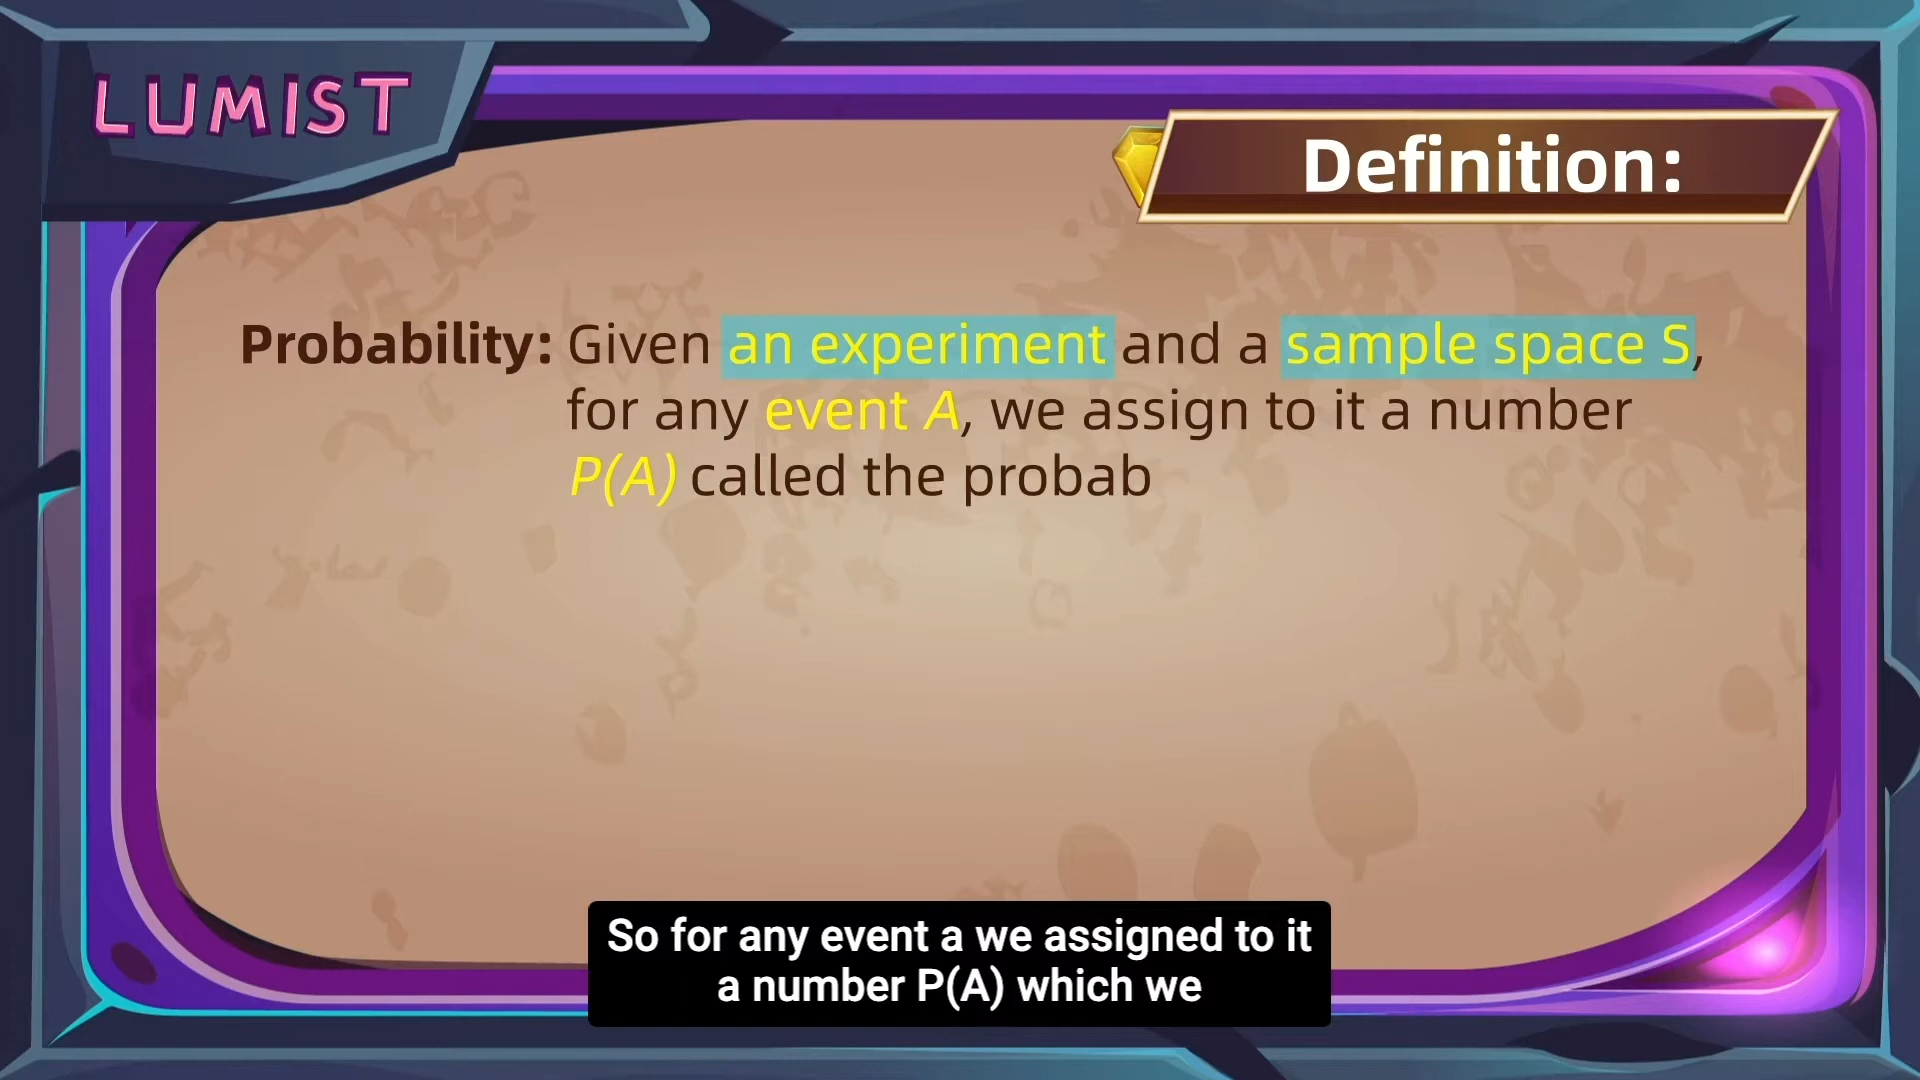 LUMIST
Definition:
Probability: Given an experiment and a sample space S,
for any event A, we assign to it a number
P(A) called the probab
So for any event a we assigned to it
a number P(A) which we